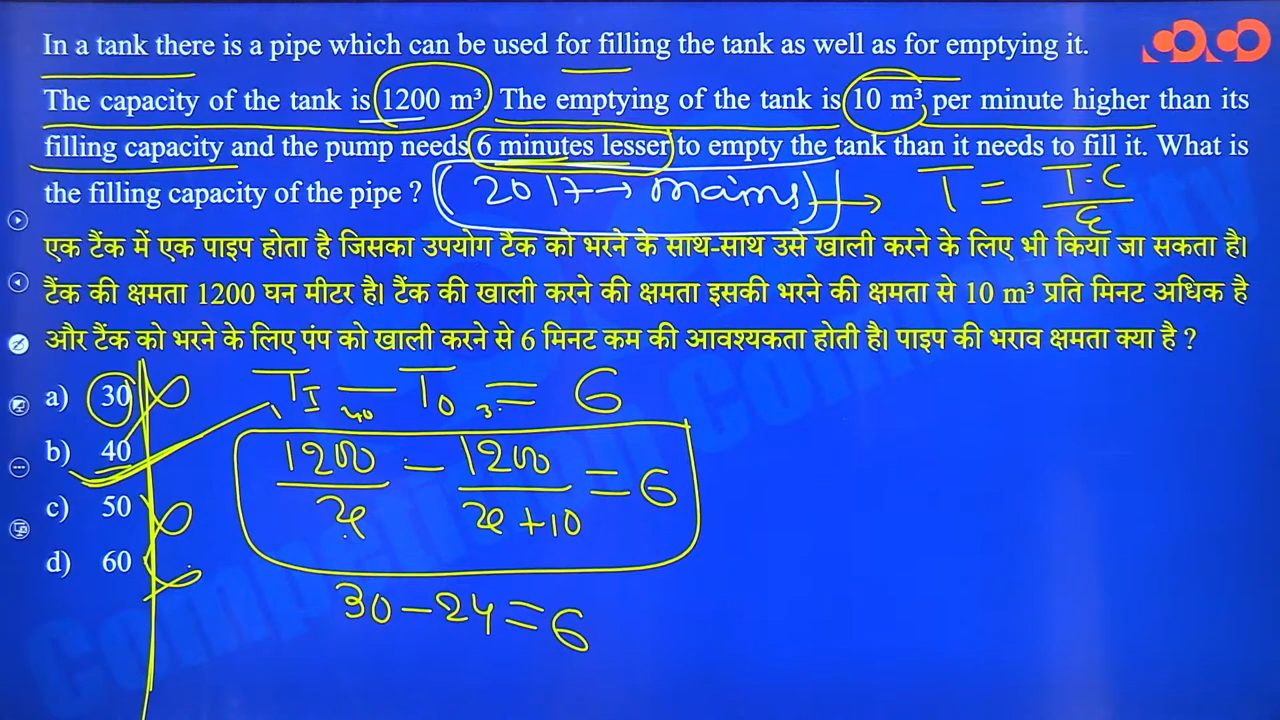 In a tank there is a pipe which can be used for filling the tank as well as for emptying it.
The capacity of the tank is 1200 m³. The emptying of the tank is 10 m³ per minute higher than its
filling capacity and the pump needs 6 minutes lesser to empty the tank than it needs to fill it. What is
the filling capacity of the pipe ? (2017 → mains) → T = T.C / E
एक टैंक में एक पाइप होता है जिसका उपयोग टैंक को भरने के साथ-साथ उसे खाली करने के लिए भी किया जा सकता है।
टैंक की क्षमता 1200 घन मीटर है। टैंक की खाली करने की क्षमता इसकी भरने की क्षमता से 10 m³ प्रति मिनट अधिक है
और टैंक को भरने के लिए पंप को खाली करने से 6 मिनट कम की आवश्यकता होती है। पाइप की भराव क्षमता क्या है ?
T_I – T_O = 6
a) 30
b) 40
c) 50
d) 60
1200/x – 1200/x+10 = 6
30 – 24 = 6
Competition Community